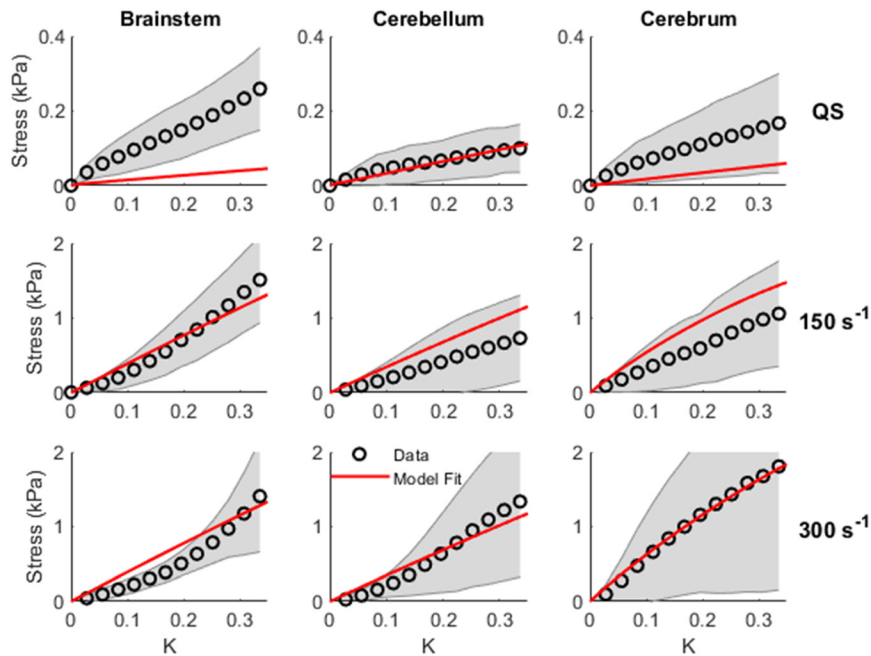 Brainstem Cerebellum Cerebrum
Stress (kPa)
0.4 0.4 0.4
0.2 0.2 0.2
0 0 0
0 0.1 0.2 0.3 0 0.1 0.2 0.3 0 0.1 0.2 0.3
QS
Stress (kPa)
2 2 2
1 1 1
0 0 0
0 0.1 0.2 0.3 0 0.1 0.2 0.3 0 0.1 0.2 0.3
150 s⁻¹
Stress (kPa)
2 2 2
Data
Model Fit
1 1 1
0 0 0
0 0.1 0.2 0.3 0 0.1 0.2 0.3 0 0.1 0.2 0.3
K K K
300 s⁻¹